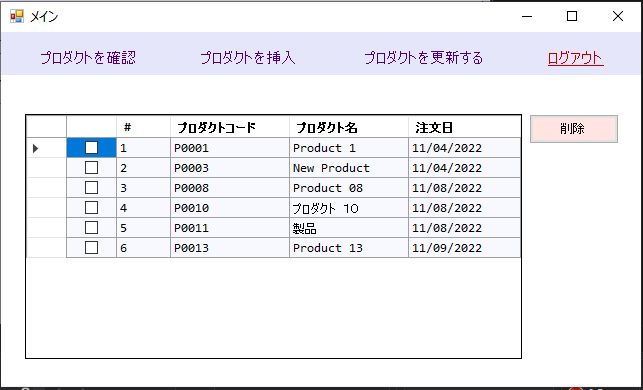 メイン
プロダクトを確認 プロダクトを挿入 プロダクトを更新する ログアウト
# プロダクトコード プロダクト名 注文日 削除
1 P0001 Product 1 11/04/2022
2 P0003 New Product 11/04/2022
3 P0008 Product 08 11/08/2022
4 P0010 プロダクト 10 11/08/2022
5 P0011 製品 11/08/2022
6 P0013 Product 13 11/09/2022